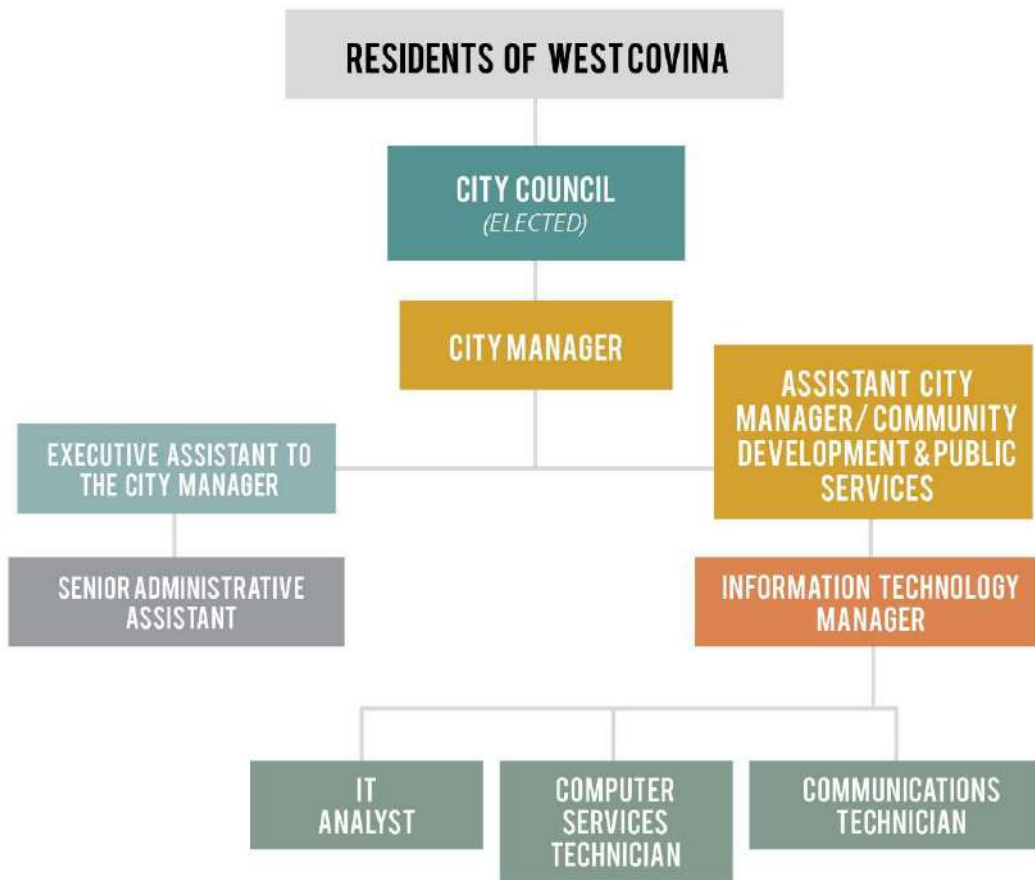 RESIDENTS OF WEST COVINA
CITY COUNCIL
(ELECTED)
CITY MANAGER
ASSISTANT CITY
MANAGER / COMMUNITY
DEVELOPMENT & PUBLIC
SERVICES
EXECUTIVE ASSISTANT TO
THE CITY MANAGER
SENIOR ADMINISTRATIVE
ASSISTANT
INFORMATION TECHNOLOGY
MANAGER
IT
ANALYST
COMPUTER
SERVICES
TECHNICIAN
COMMUNICATIONS
TECHNICIAN